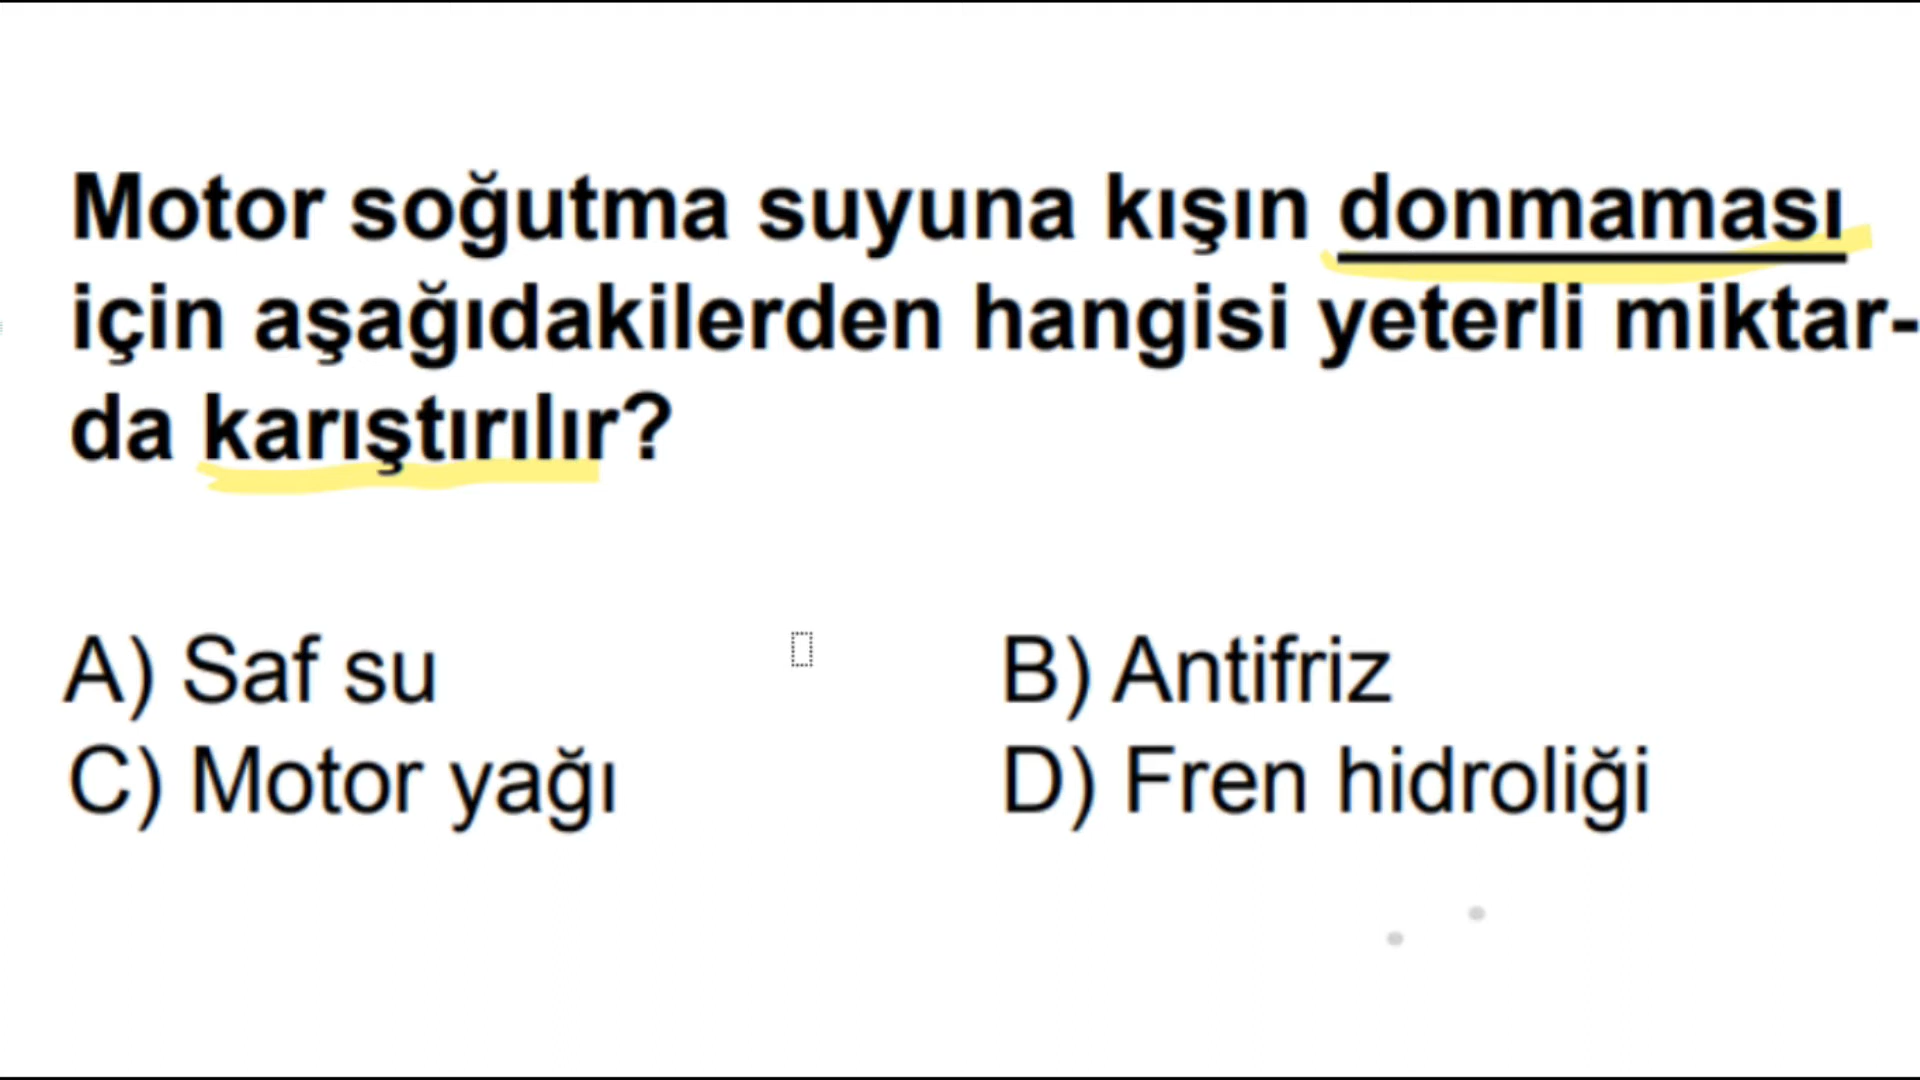 Motor soğutma suyuna kışın donmaması
için aşağıdakilerden hangisi yeterli miktar-
da karıştırılır?
A) Saf su B) Antifriz
C) Motor yağı D) Fren hidroliği